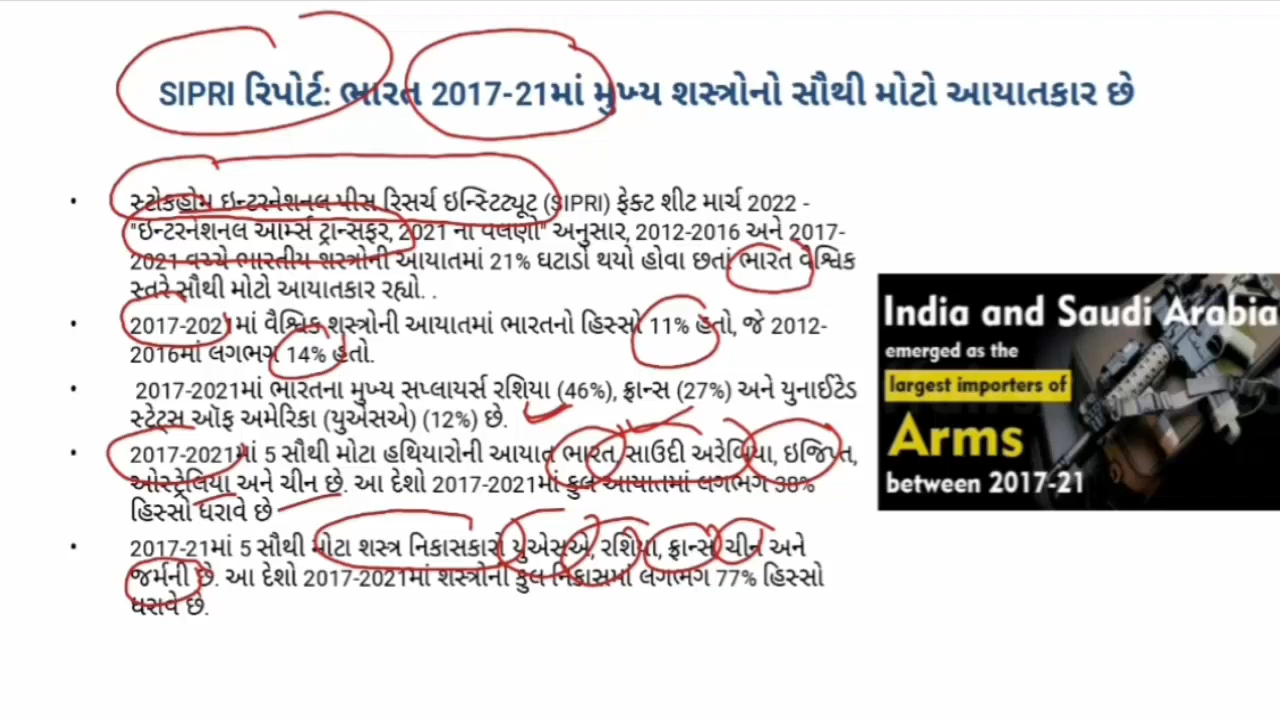 SIPRI રિપોર્ટ: ભારત 2017-21માં મુખ્ય શસ્ત્રોનો સૌથી મોટો આયાતકાર છે
• સ્ટોકહોમ ઇન્ટરનેશનલ પીસ રિસર્ચ ઇન્સ્ટિટ્યૂટ (SIPRI) ફેક્ટ શીટ માર્ચ 2022 -
"ઇન્ટરનેશનલ આર્મ્સ ટ્રાન્સફર, 2021 ના વલણો" અનુસાર, 2012-2016 અને 2017-
2021 વચ્ચે ભારતીય શસ્ત્રોની આયાતમાં 21% ઘટાડો થયો હોવા છતાં ભારત વૈશ્વિક
સ્તરે સૌથી મોટો આયાતકાર રહ્યો. .
• 2017-2021માં વૈશ્વિક શસ્ત્રોની આયાતમાં ભારતનો હિસ્સો 11% હતો, જે 2012-
2016માં લગભગ 14% હતો.
• 2017-2021માં ભારતના મુખ્ય સપ્લાયર્સ રશિયા (46%), ફ્રાન્સ (27%) અને યુનાઈટેડ
સ્ટેટ્સ ઑફ અમેરિકા (યુએસએ) (12%) છે.
• 2017-2021માં 5 સૌથી મોટા હથિયારોની આયાત ભારત, સાઉદી અરેબિયા, ઇજિપ્ત,
ઓસ્ટ્રેલિયા અને ચીન છે. આ દેશો 2017-2021માં કુલ આયાતમાં લગભગ 38%
હિસ્સો ધરાવે છે
• 2017-21માં 5 સૌથી મોટા શસ્ત્ર નિકાસકારો યુએસએ, રશિયા, ફ્રાન્સ ચીન અને
જર્મની છે. આ દેશો 2017-2021માં શસ્ત્રોની કુલ નિકાસમાં લગભગ 77% હિસ્સો
ધરાવે છે.
India and Saudi Arabia
emerged as the
largest importers of
Arms
between 2017-21